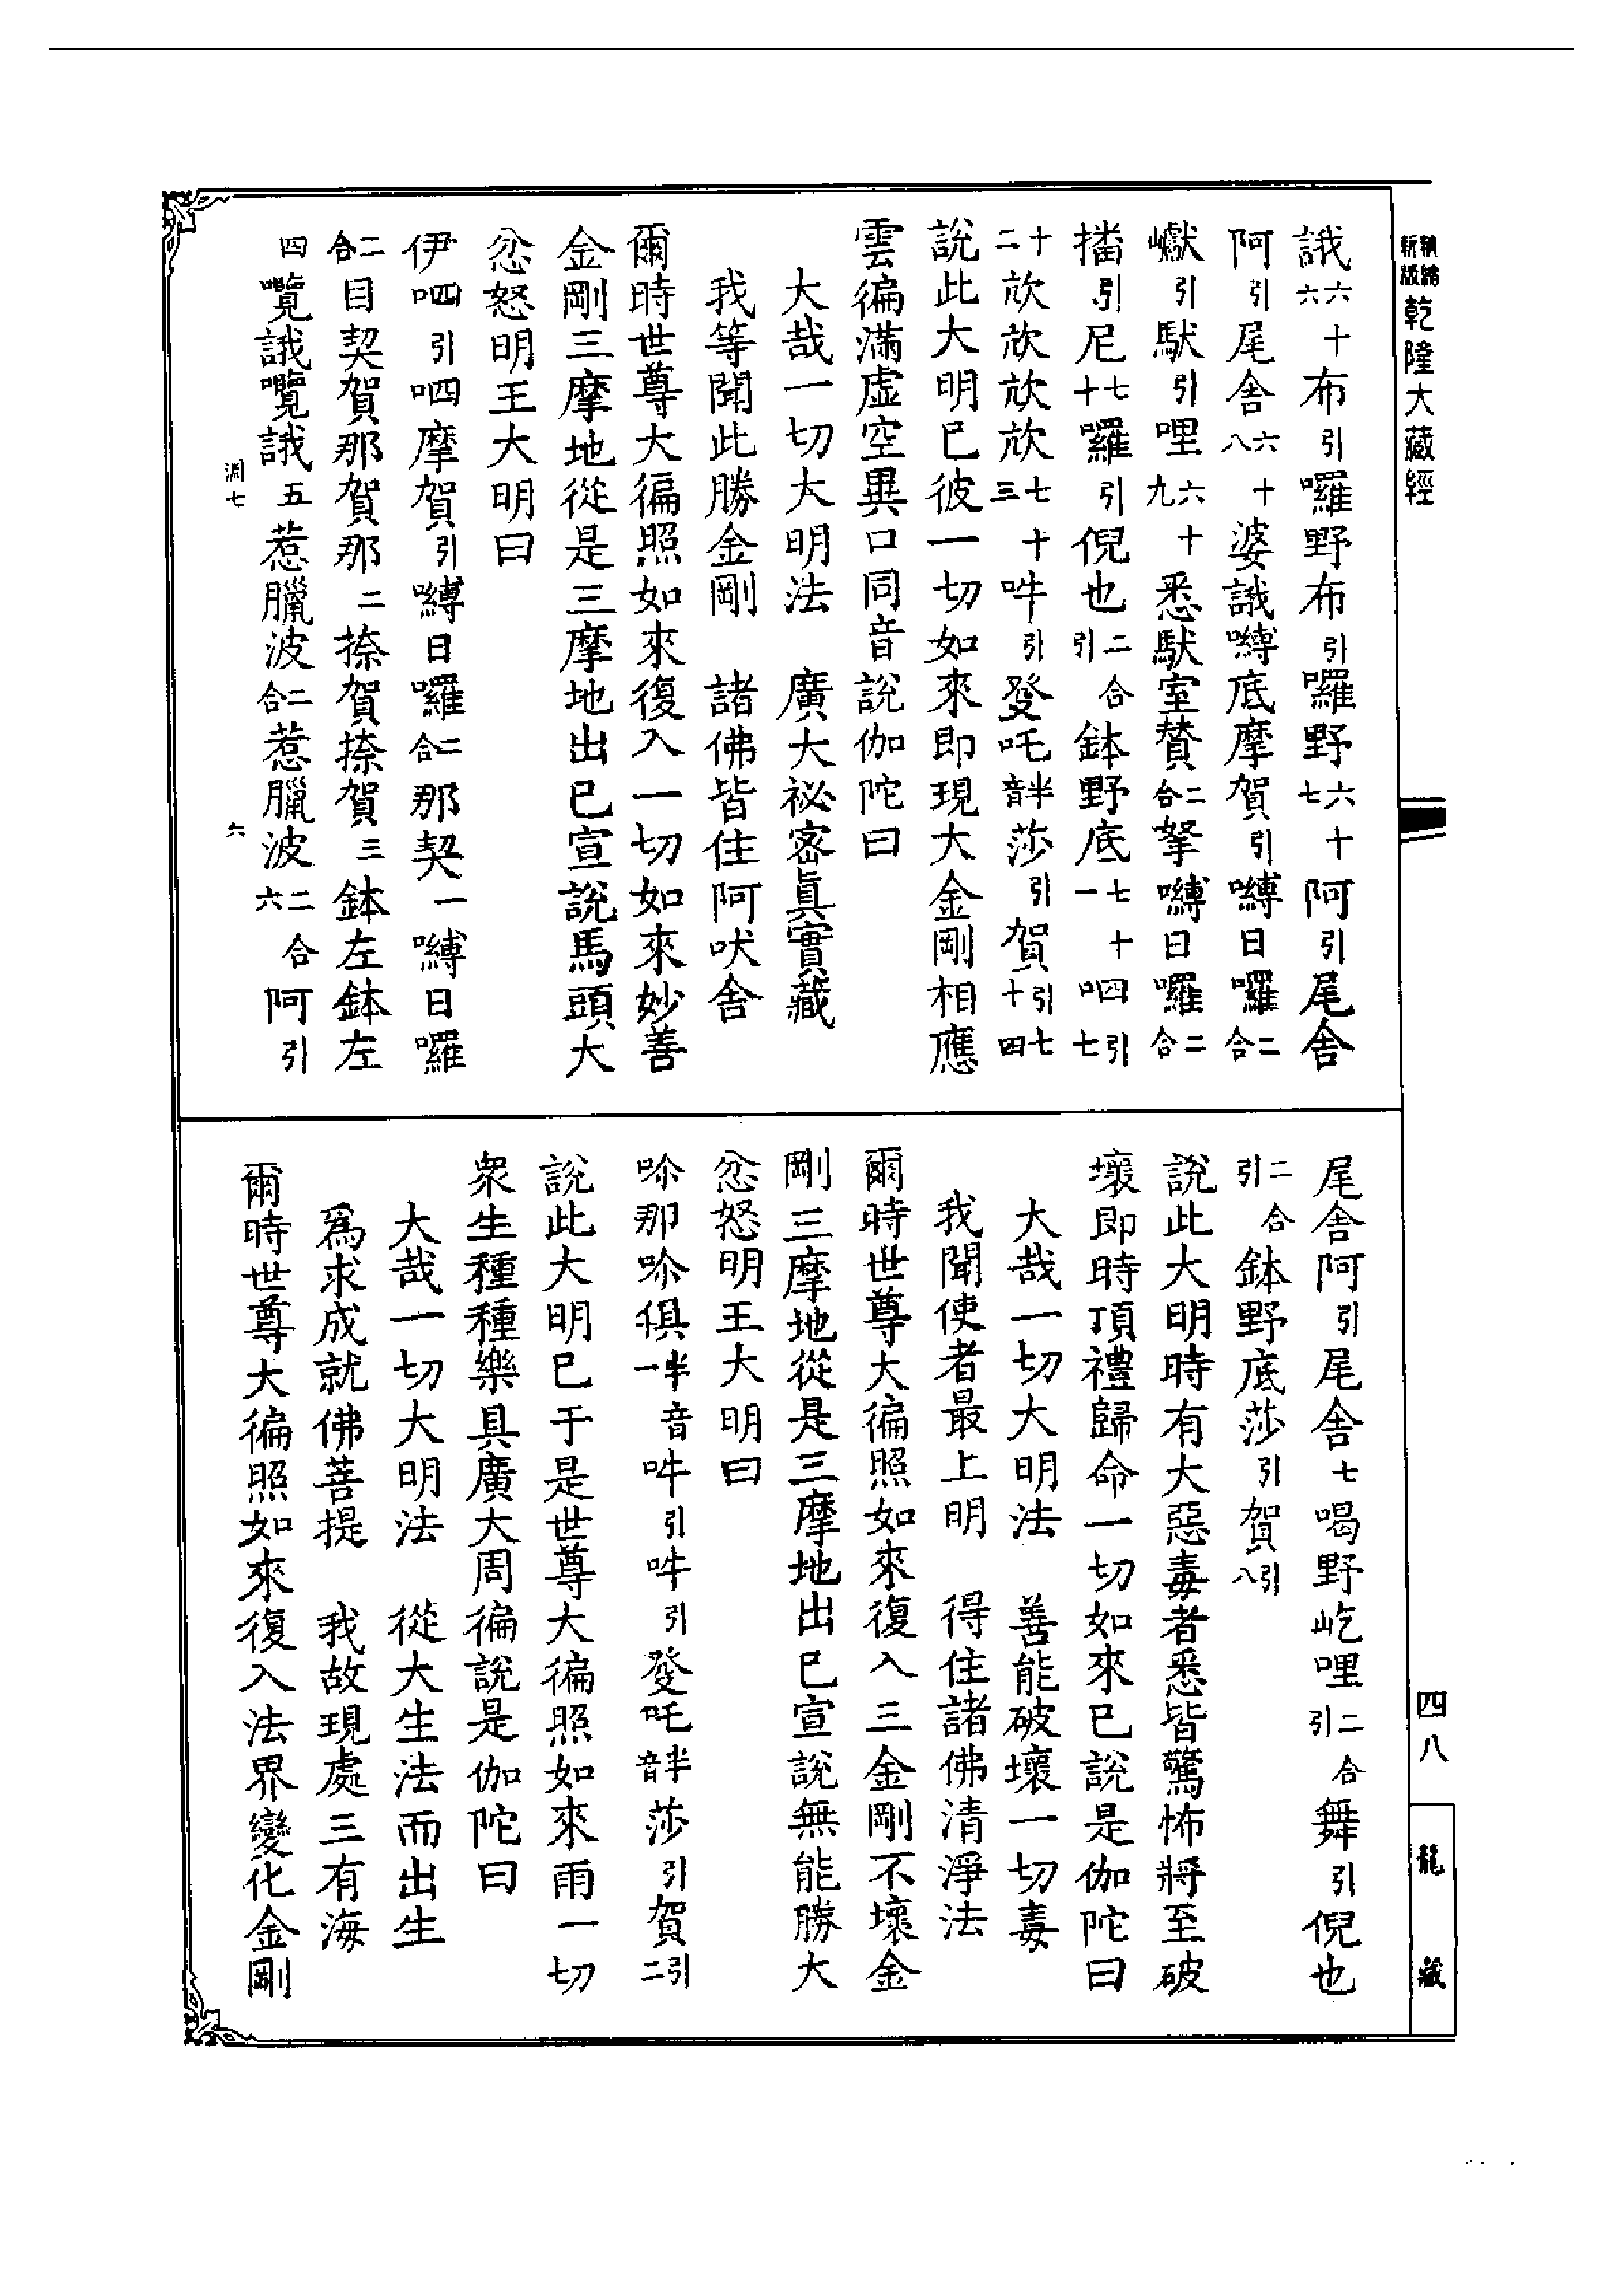 乾隆大藏經
誐六十六布引囉野布引囉野六十七阿引尾舍
阿引尾舍六十八婆誐嚩底摩賀引嚩日囉二合
巘引馱引哩六十九悉馱室贊二合拏嚩日囉二合
播引尼七十囉引倪也二合引鉢野底七十一呬引七
十二欻欻欻欻七十三吽引發吒半音莎引賀引七十四
說此大明已彼一切如來即現大金剛相應
雲徧滿虛空異口同音說伽陀曰
大哉一切大明法 廣大祕密眞實藏
我等聞此勝金剛 諸佛皆住阿吠舍
爾時世尊大徧照如來復入一切如來妙善
金剛三摩地從是三摩地出已宣說馬頭大
忿怒明王大明曰
伊呬引呬摩賀引嚩日囉二合那契一嚩日囉
二合目契賀那賀那二捺賀捺賀三鉢左鉢左
四囕誐囕誐五惹臘波二合惹臘波二合六阿引
淵七 六
尾舍阿引尾舍七喝野屹哩二合引舞引倪也
二合引鉢野底莎引賀引八
說此大明時有大惡毒者悉皆驚怖將至破
壞即時頂禮歸命一切如來已說是伽陀曰
大哉一切大明法 善能破壞一切毒
我聞使者最上明 得住諸佛清淨法
爾時世尊大徧照如來復入三金剛不壞金
剛三摩地從是三摩地出已宣說無能勝大
忿怒明王大明曰
唅那唅俱半音一吽引吽引發吒半音莎引賀引二
說此大明已于是世尊大徧照如來雨一切
衆生種種樂具廣大周徧說是伽陀曰
大哉一切大明法 從大生法而出生
爲求成就佛菩提 我故現處三有海
爾時世尊大徧照如來復入法界變化金剛
四八
龍藏